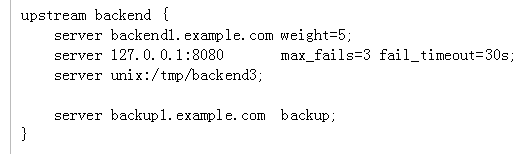 upstream backend {
    server backend1.example.com weight=5;
    server 127.0.0.1:8080       max_fails=3 fail_timeout=30s;
    server unix:/tmp/backend3;

    server backup1.example.com  backup;
}